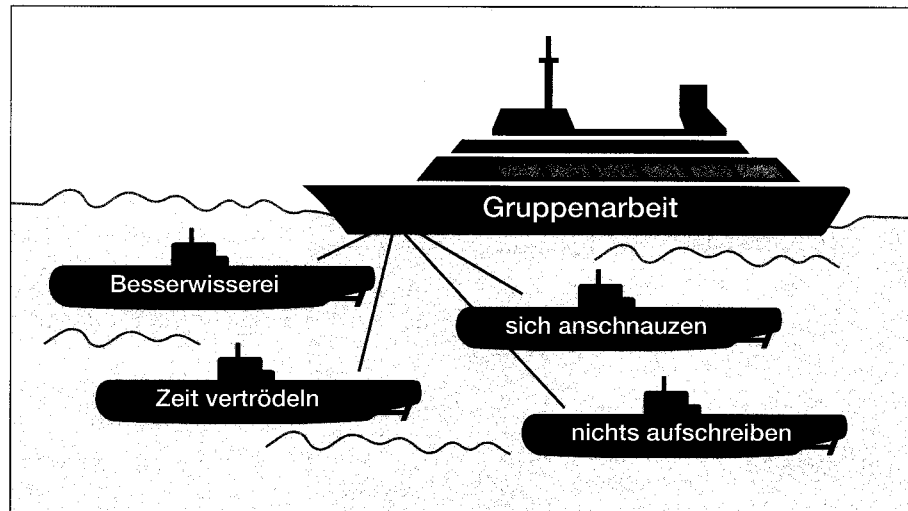 Gruppenarbeit
Besserwisserei
sich anschnauzen
Zeit vertrödeln
nichts aufschreiben